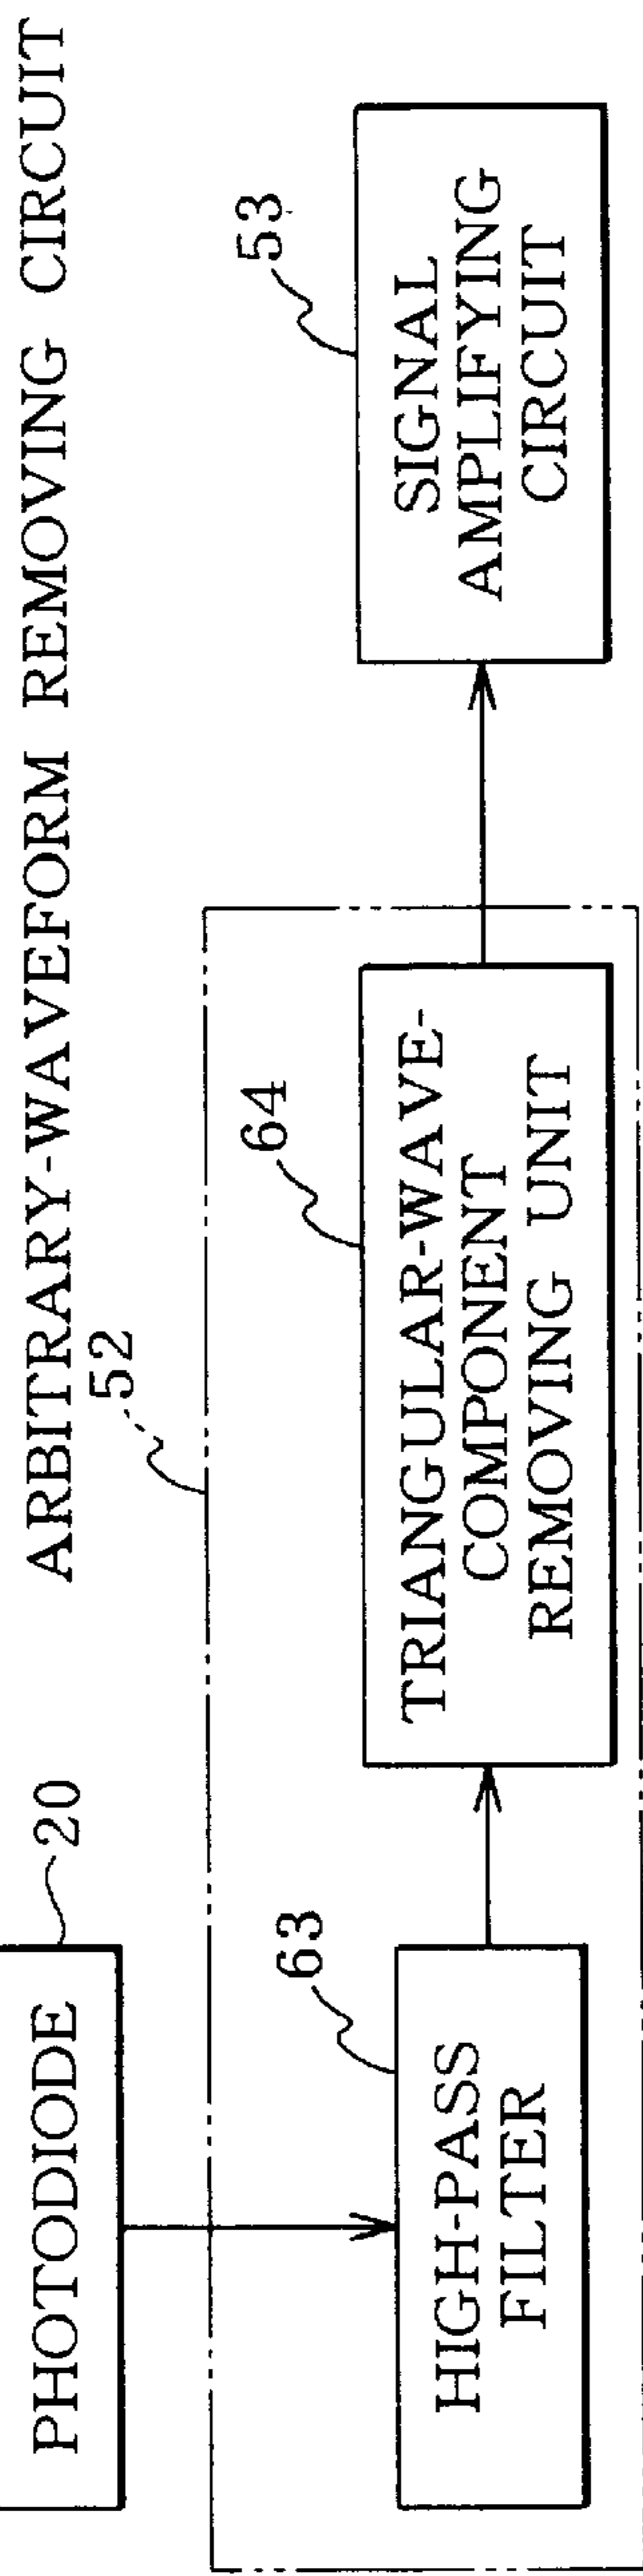 ARBITRARY-WAVEFORM REMOVING CIRCUIT
PHOTODIODE
20
52
63
HIGH-PASS
FILTER
64
TRIANGULAR-WAVE-
COMPONENT
REMOVING UNIT
53
SIGNAL
AMPLIFYING
CIRCUIT